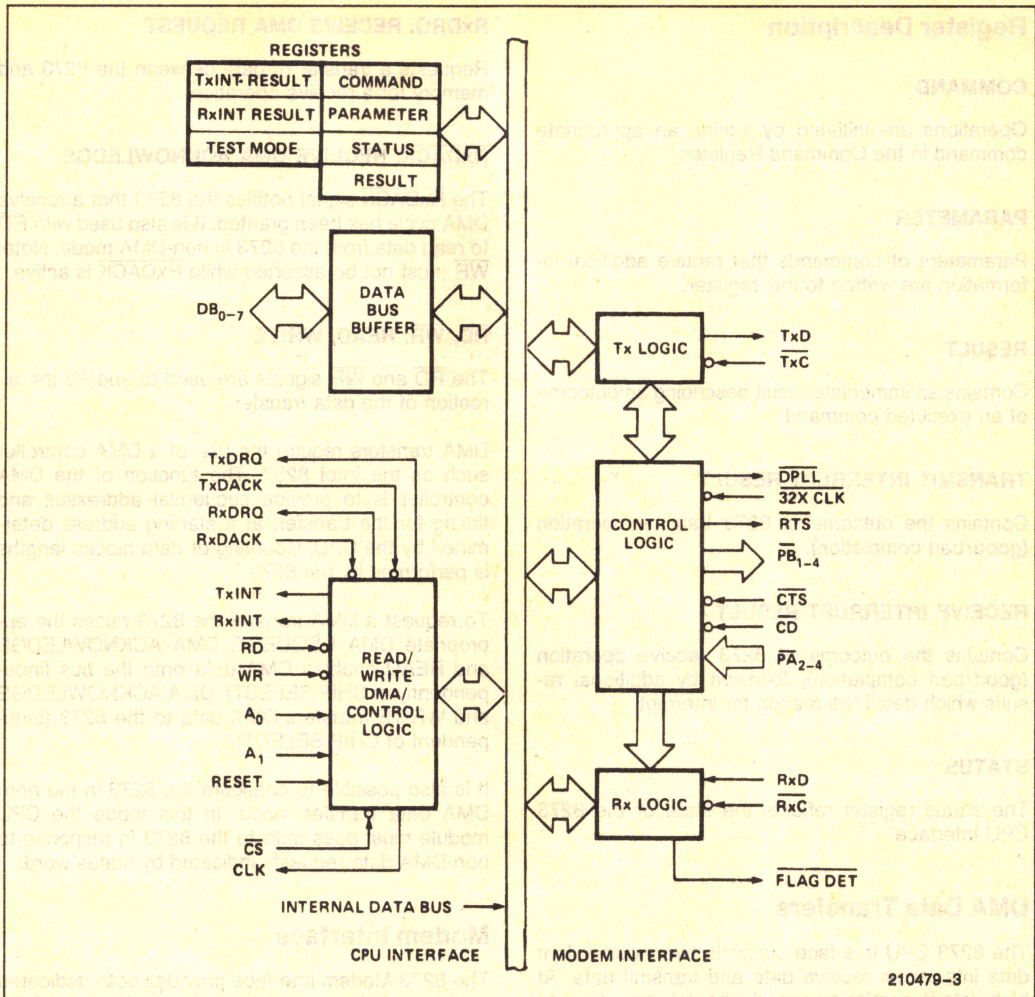 REGISTERS
TxINT RESULT COMMAND
RxINT RESULT PARAMETER
TEST MODE STATUS
RESULT
DB0–7
DATA
BUS
BUFFER
Tx LOGIC
TxD
TxC
TxDRQ
TxDACK
RxDRQ
RxDACK
TxINT
RxINT
RD
WR
A0
A1
RESET
CS
CLK
READ/
WRITE
DMA/
CONTROL
LOGIC
CONTROL
LOGIC
DPLL
32X CLK
RTS
PB1–4
CTS
CD
PA2–4
Rx LOGIC
RxD
RxC
FLAG DET
INTERNAL DATA BUS
CPU INTERFACE
MODEM INTERFACE
210479–3